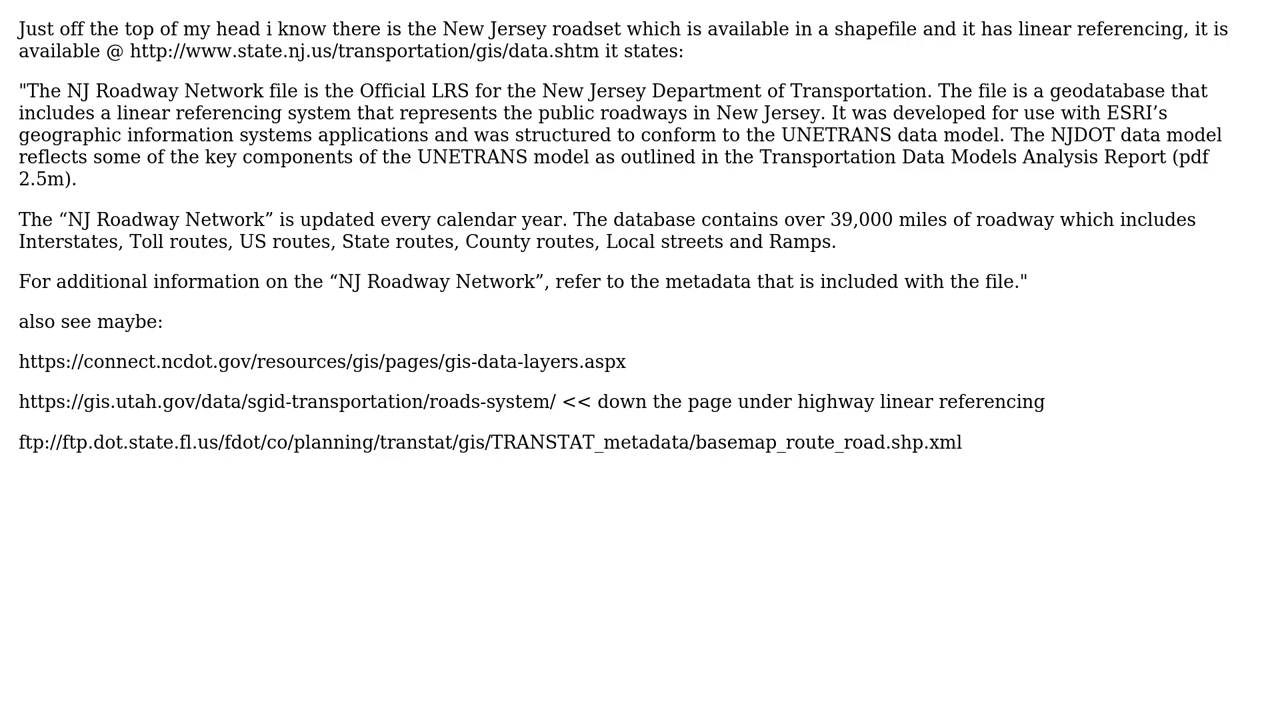 Just off the top of my head i know there is the New Jersey roadset which is available in a shapefile and it has linear referencing, it is
available @ http://www.state.nj.us/transportation/gis/data.shtm it states:
"The NJ Roadway Network file is the Official LRS for the New Jersey Department of Transportation. The file is a geodatabase that
includes a linear referencing system that represents the public roadways in New Jersey. It was developed for use with ESRI’s
geographic information systems applications and was structured to conform to the UNETRANS data model. The NJDOT data model
reflects some of the key components of the UNETRANS model as outlined in the Transportation Data Models Analysis Report (pdf
2.5m).
The “NJ Roadway Network” is updated every calendar year. The database contains over 39,000 miles of roadway which includes
Interstates, Toll routes, US routes, State routes, County routes, Local streets and Ramps.
For additional information on the “NJ Roadway Network”, refer to the metadata that is included with the file."
also see maybe:
https://connect.ncdot.gov/resources/gis/pages/gis-data-layers.aspx
https://gis.utah.gov/data/sgid-transportation/roads-system/ << down the page under highway linear referencing
ftp://ftp.dot.state.fl.us/fdot/co/planning/transtat/gis/TRANSTAT_metadata/basemap_route_road.shp.xml